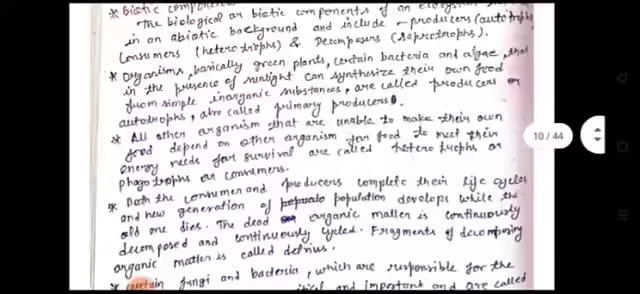 * Biotic components
The biological or biotic components of an ecosystem
in an abiotic background and include - producers (autotrophs
Consumers (heterotrophs) & Decomposers (Saprotrophs).
* Organisms, basically green plants, certain bacteria and algae, that
in the presence of sunlight can synthesize their own food
from simple inorganic substances, are called producers or
autotrophs, also called primary producers.
* All other organism that are unable to make their own
food depend on other organism for food to meet their
energy needs for survival are called heterotrophs or
phagotrophs or consumers.
* Both the consumer and producers complete their life cycles
and new generation of population develops while the
old one dies. The dead organic matter is continuously
decomposed and continuously cycled. Fragments of decomposing
organic matter is called detrius.
* Certain fungi and bacteria, which are responsible for the
and important and are called
10 / 44